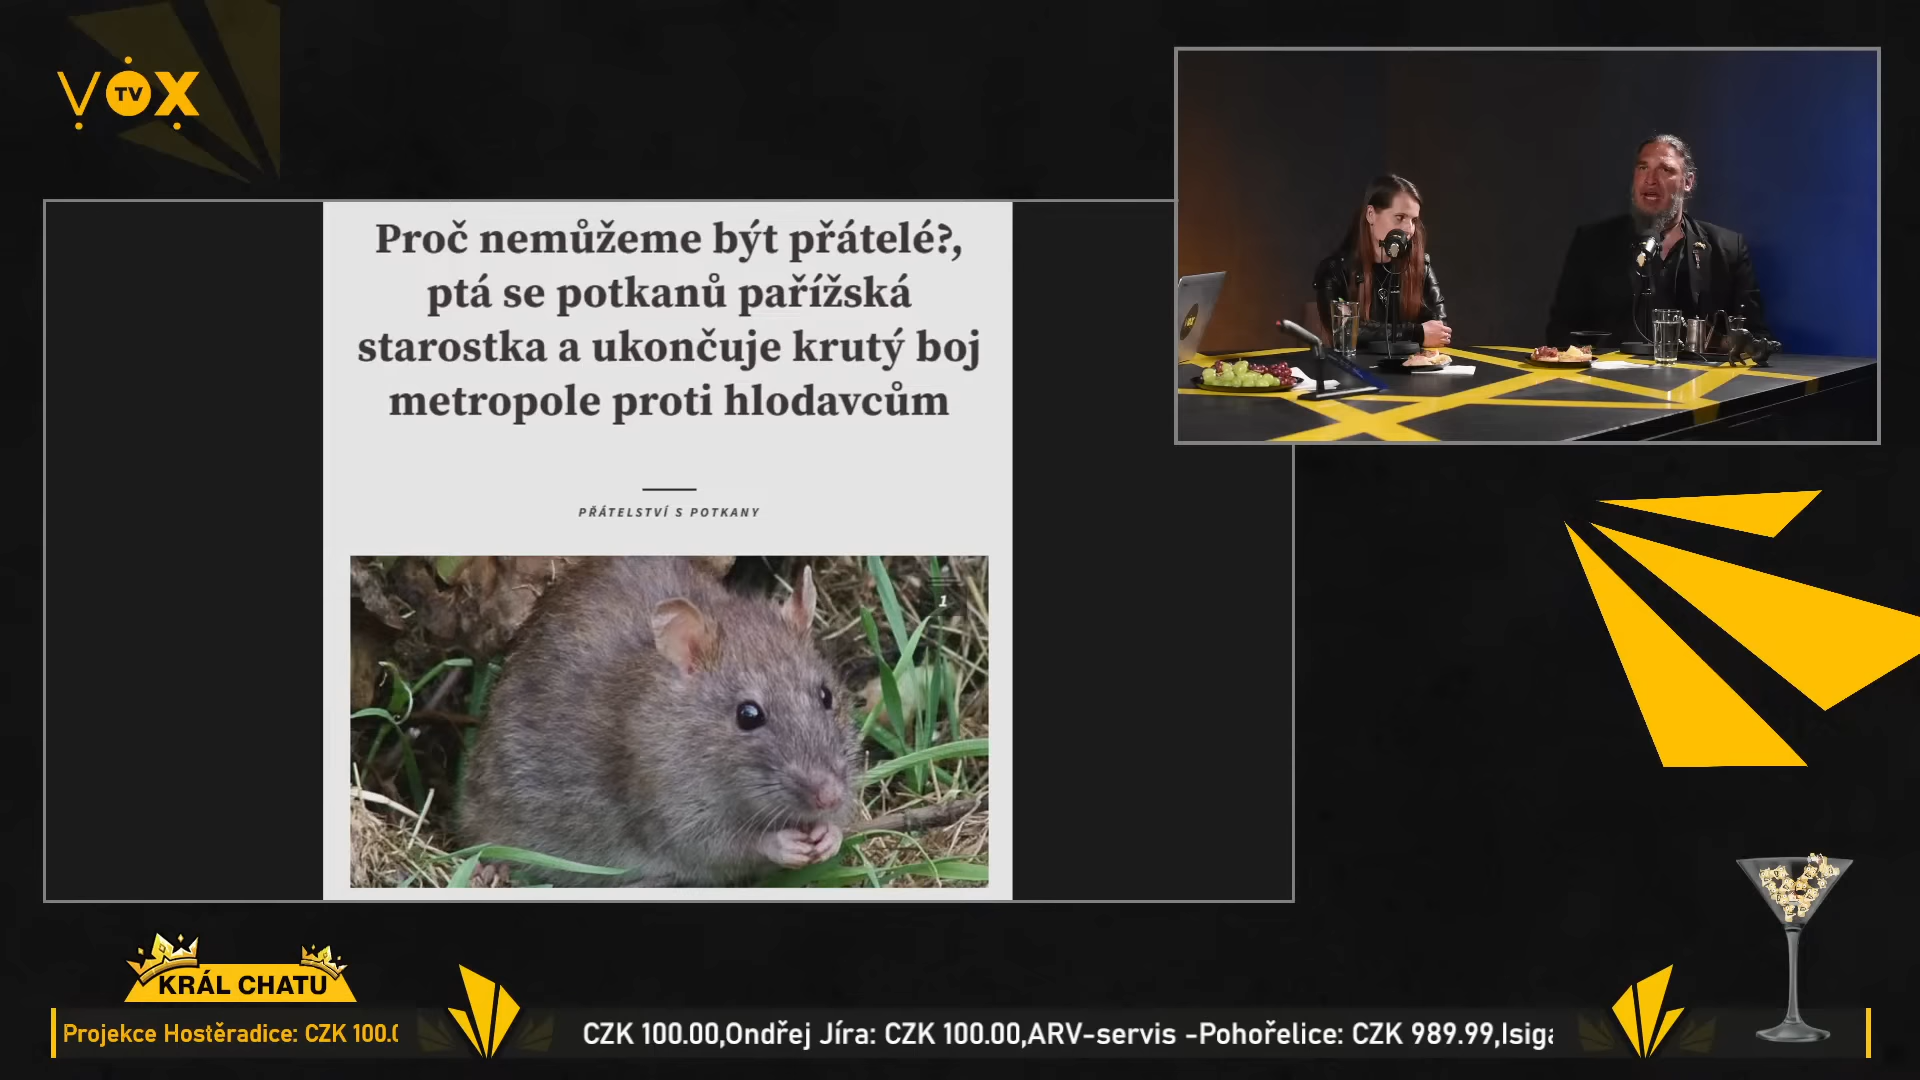 VOX
TV
Proč nemůžeme být přátelé?,
ptá se potkanů pařížská
starostka a ukončuje krutý boj
metropole proti hlodavcům
PŘÁTELSTVÍ S POTKANY
1
KRÁL CHATU
Projekce Hostěradice: CZK 100.0
CZK 100.00,Ondřej Jíra: CZK 100.00,ARV-servis -Pohořelice: CZK 989.99,Isiga